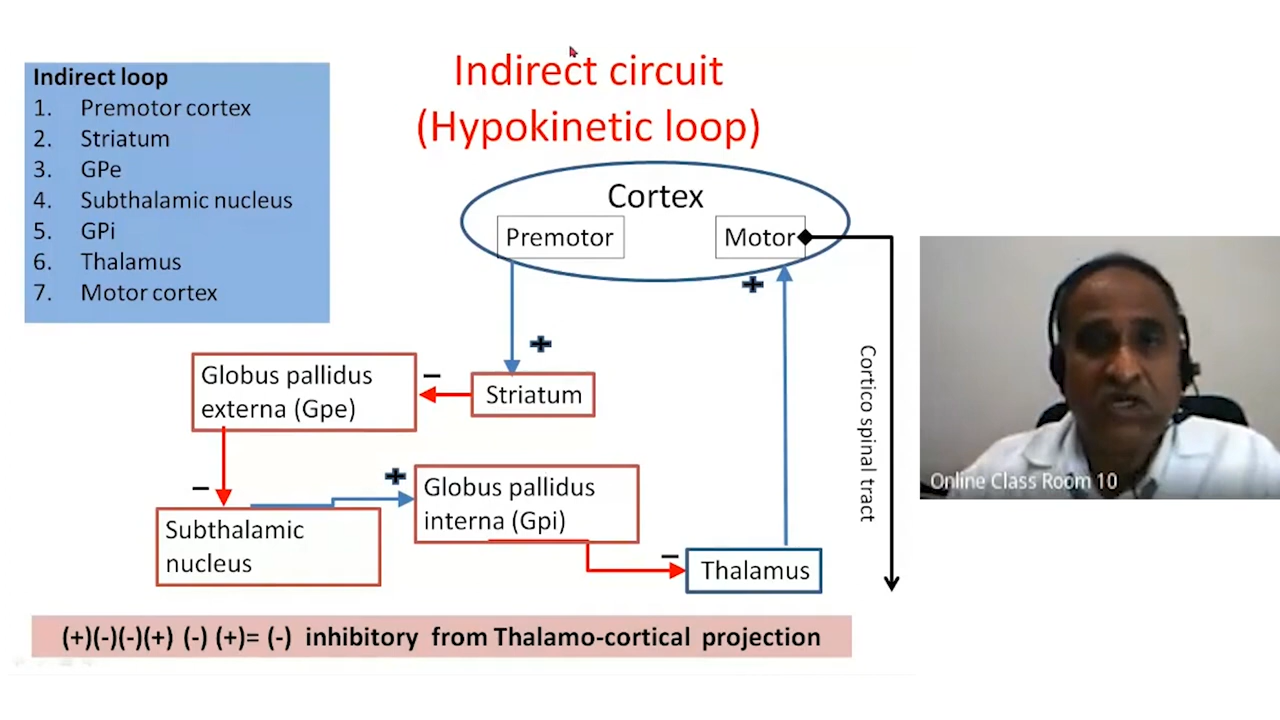 Indirect circuit
(Hypokinetic loop)
Indirect loop
1. Premotor cortex
2. Striatum
3. GPe
4. Subthalamic nucleus
5. GPi
6. Thalamus
7. Motor cortex
Cortex
Premotor
Motor
+
+
Globus pallidus
externa (Gpe)
–
Striatum
–
+
Globus pallidus
interna (Gpi)
Subthalamic
nucleus
–
Thalamus
Cortico spinal tract
Online Class Room 10
(+)(-)(-)(+) (-) (+)= (-) inhibitory from Thalamo-cortical projection